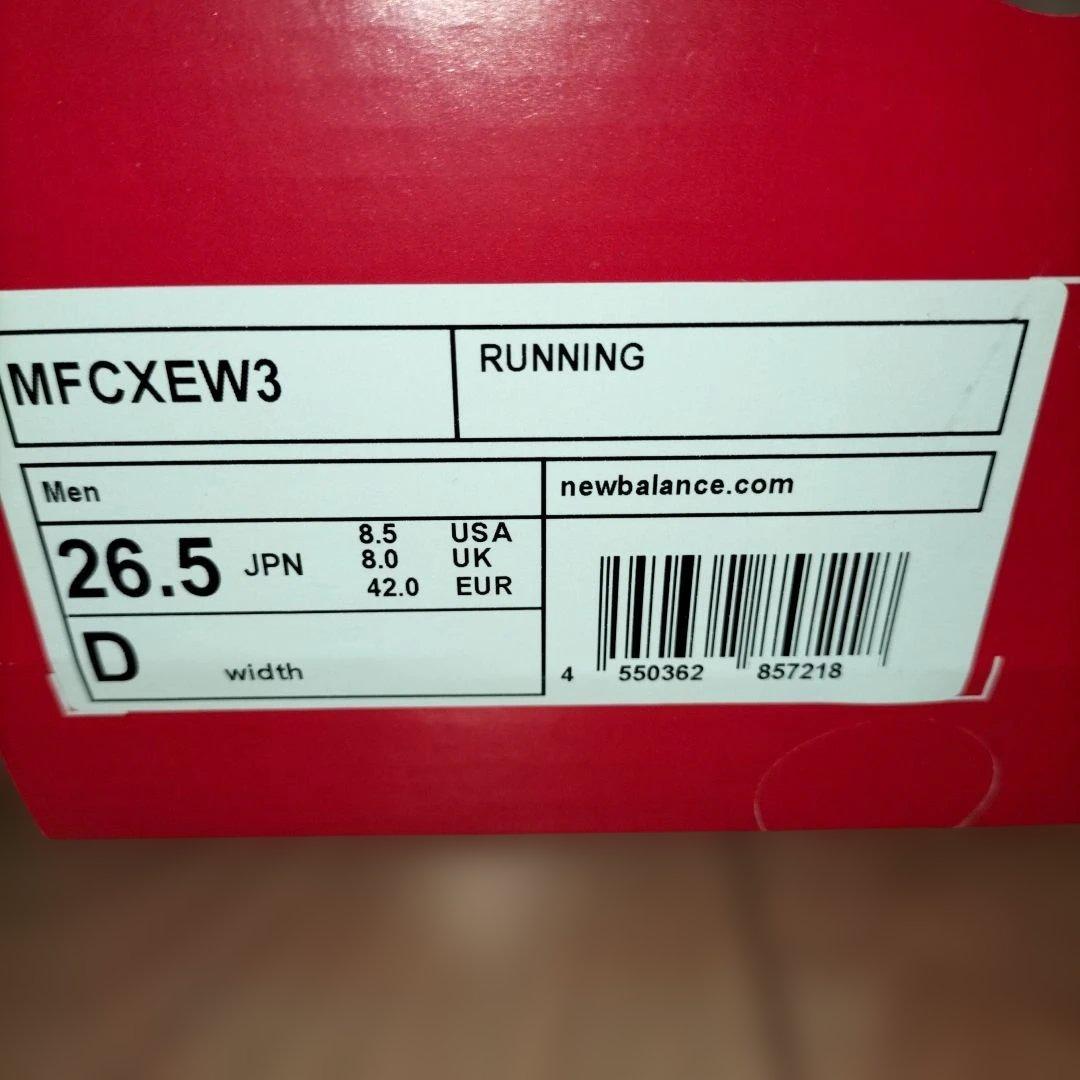 MFCXEW3
RUNNING
Men
newbalance.com
26.5 JPN
8.5 USA
8.0 UK
42.0 EUR
D width
4 550362 857218